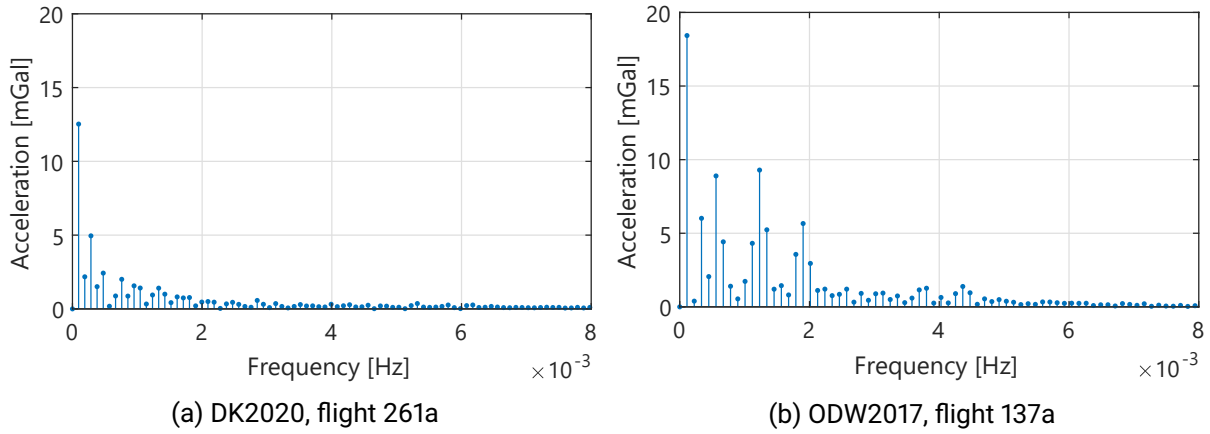 20
15
10
5
0
Acceleration [mGal]
0 2 4 6 8
Frequency [Hz]
×10-3
(a) DK2020, flight 261a
20
15
10
5
0
Acceleration [mGal]
0 2 4 6 8
Frequency [Hz]
×10-3
(b) ODW2017, flight 137a